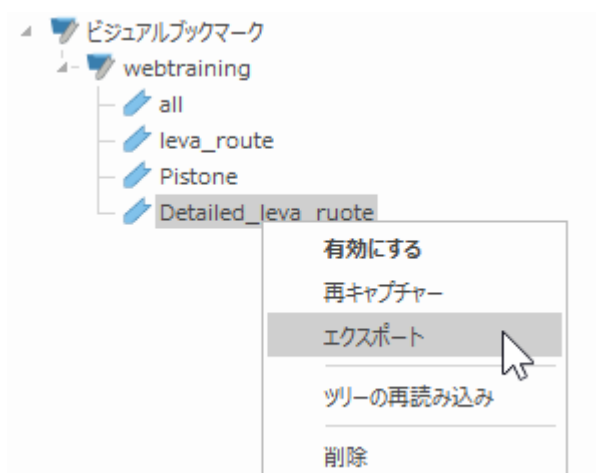 ビジュアルブックマーク
webtraining
all
leva_route
Pistone
Detailed_leva_ruote
有効にする
再キャプチャー
エクスポート
ツリーの再読み込み
削除